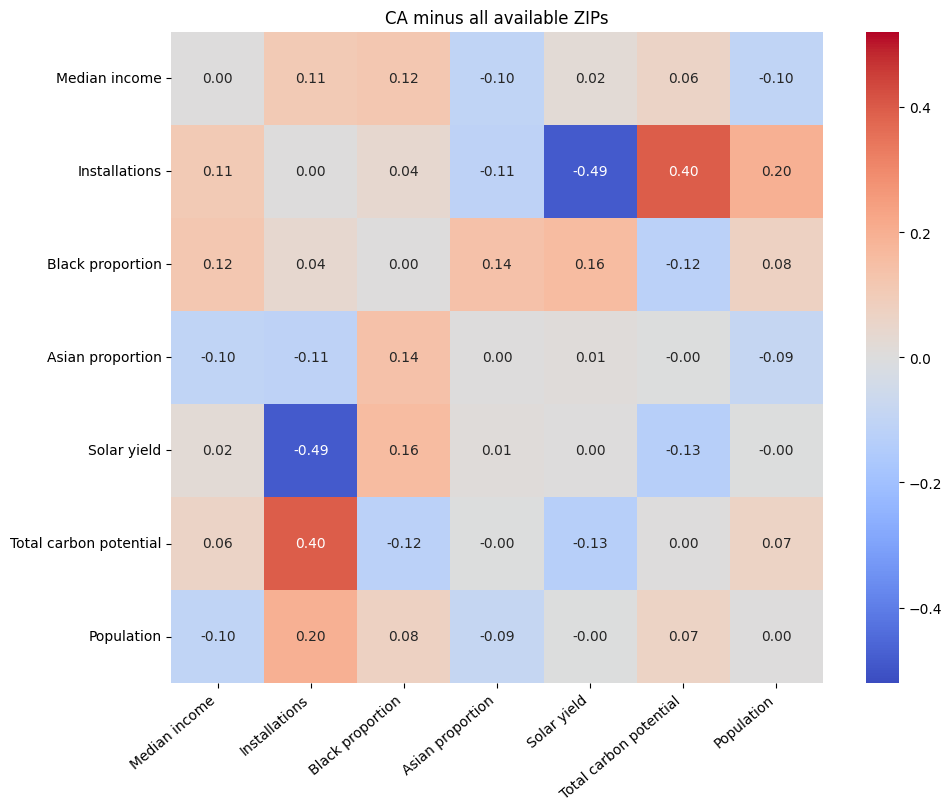 CA minus all available ZIPs
Median income 0.00 0.11 0.12 -0.10 0.02 0.06 -0.10
Installations 0.11 0.00 0.04 -0.11 -0.49 0.40 0.20
Black proportion 0.12 0.04 0.00 0.14 0.16 -0.12 0.08
Asian proportion -0.10 -0.11 0.14 0.00 0.01 -0.00 -0.09
Solar yield 0.02 -0.49 0.16 0.01 0.00 -0.13 -0.00
Total carbon potential 0.06 0.40 -0.12 -0.00 -0.13 0.00 0.07
Population -0.10 0.20 0.08 -0.09 -0.00 0.07 0.00
Median income
Installations
Black proportion
Asian proportion
Solar yield
Total carbon potential
Population
0.4
0.2
0.0
−0.2
−0.4